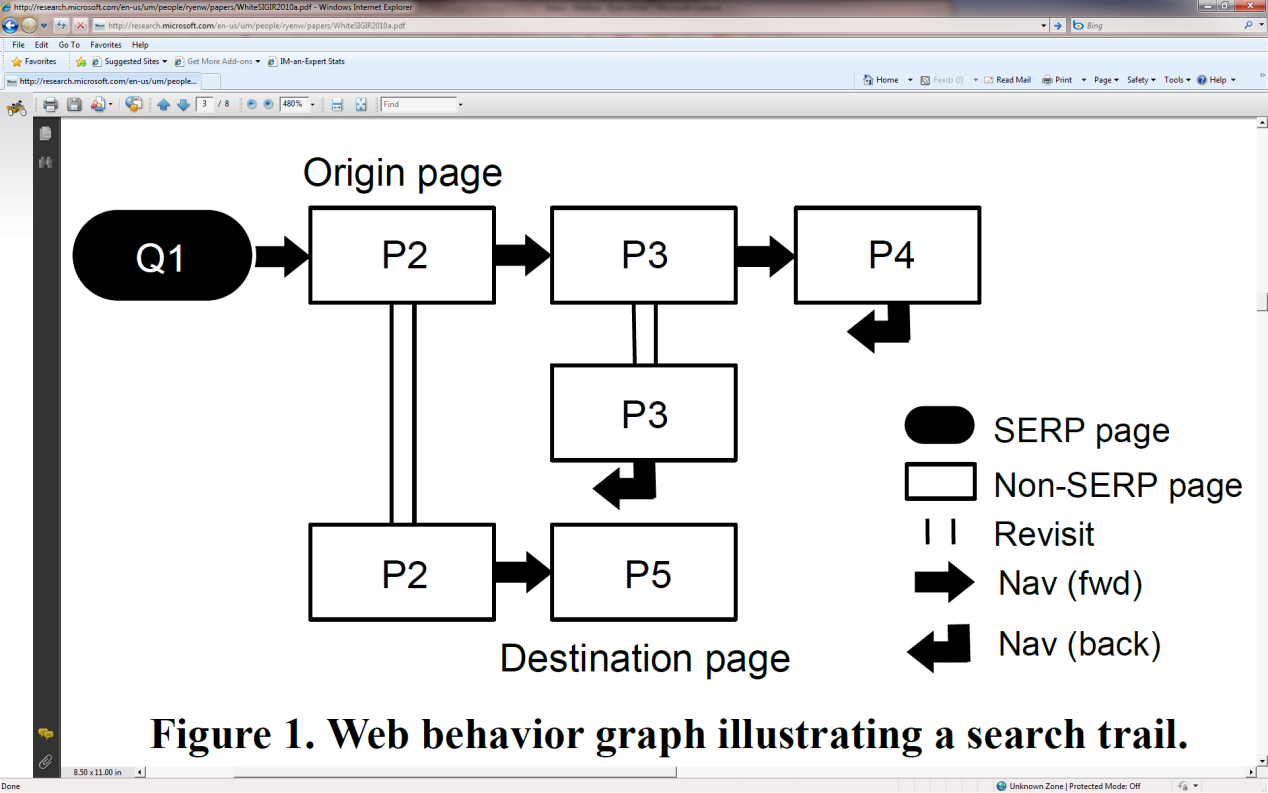 http://research.microsoft.com/en-us/um/people/ryenw/papers/WhiteSIGIR2010a.pdf - Windows Internet Explorer
http://research.microsoft.com/en-us/um/people/ryenw/papers/WhiteSIGIR2010a.pdf
Bing
File Edit Go To Favorites Help
Favorites Suggested Sites Get More Add-ons IM-an-Expert Stats
http://research.microsoft.com/en-us/um/people...
Home Feeds (J) Read Mail Print Page Safety Tools Help
3 / 8 480% Find
Origin page
Q1 P2 P3 P4
P3
P2 P5
Destination page
SERP page
Non-SERP page
Revisit
Nav (fwd)
Nav (back)
Figure 1. Web behavior graph illustrating a search trail.
8.50 x 11.00 in
Done Unknown Zone | Protected Mode: Off